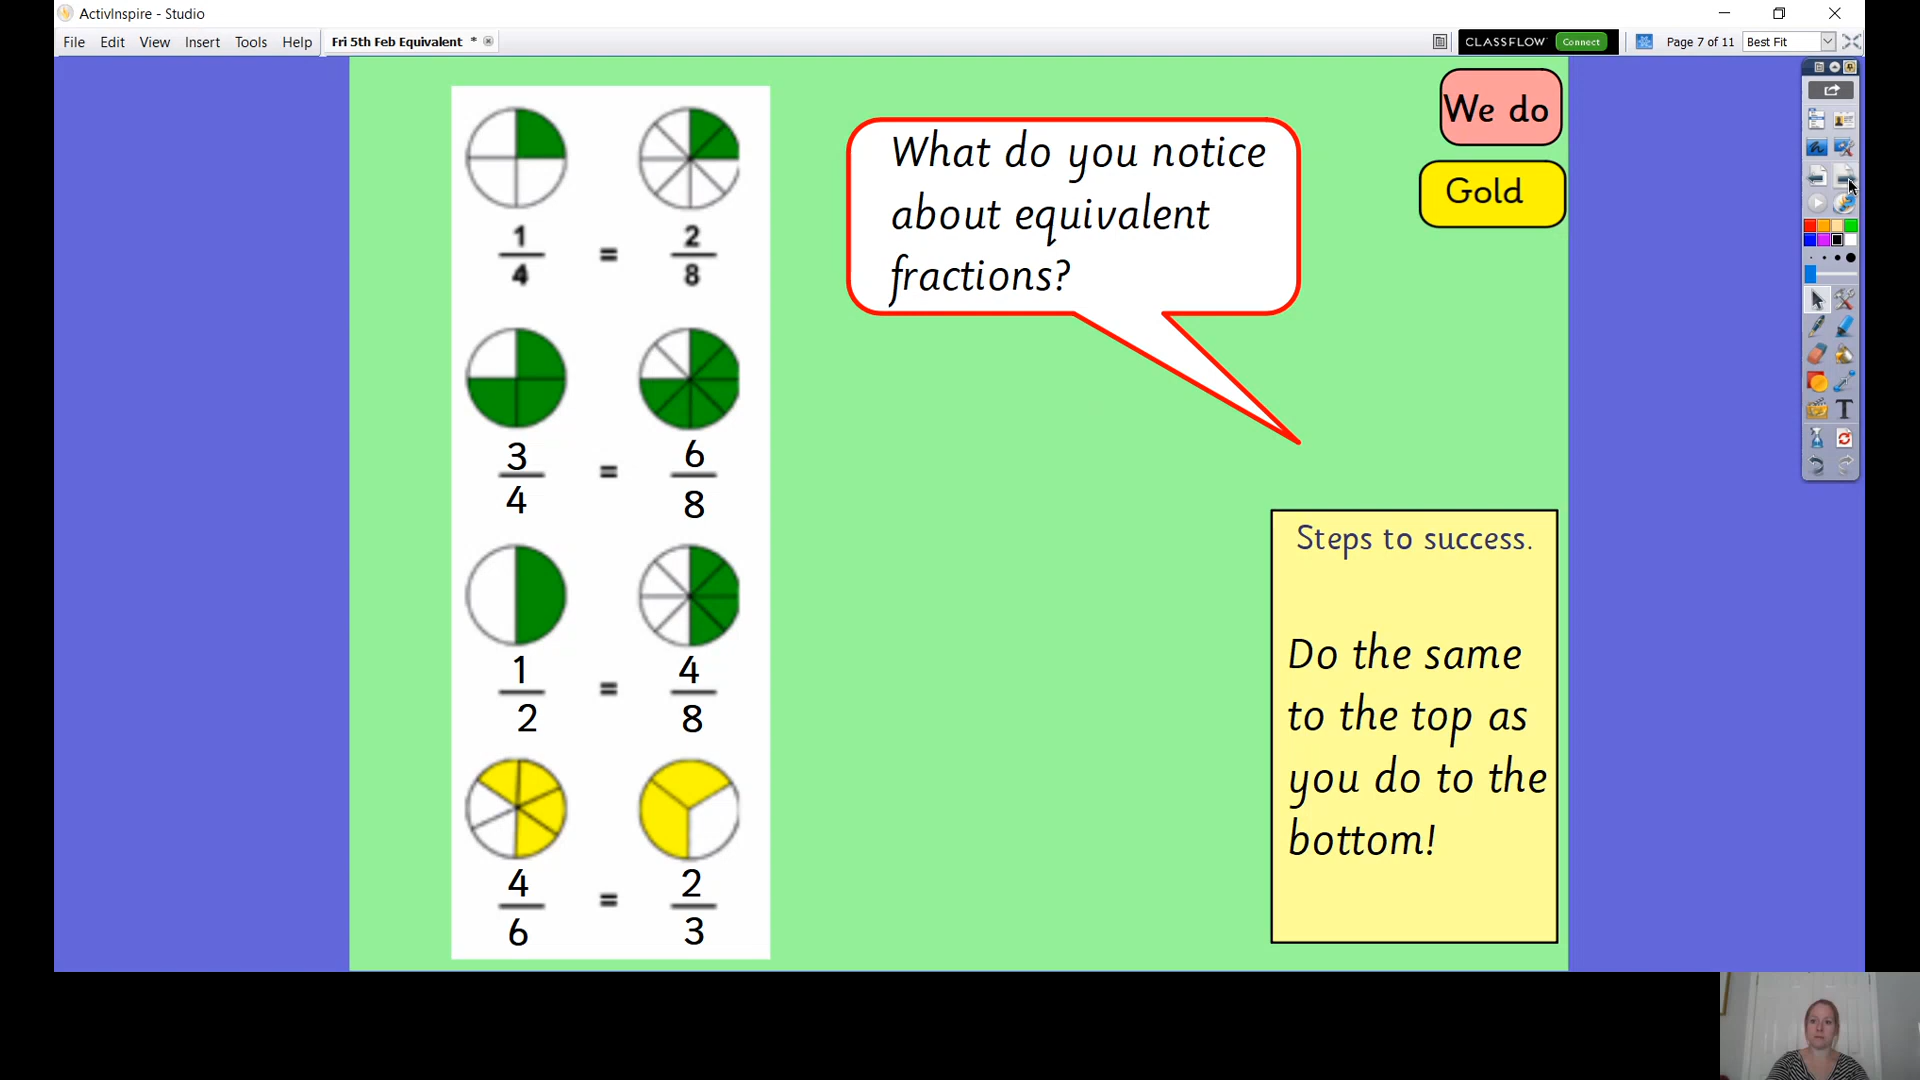 ActivInspire - Studio
File Edit View Insert Tools Help Fri 5th Feb Equivalent * CLASSFLOW Connect Page 7 of 11 Best Fit
We do
Gold
What do you notice
about equivalent
fractions?
1 2
4 = 8
3 6
4 = 8
1 4
2 = 8
4 2
6 = 3
Steps to success.
Do the same
to the top as
you do to the
bottom!
T